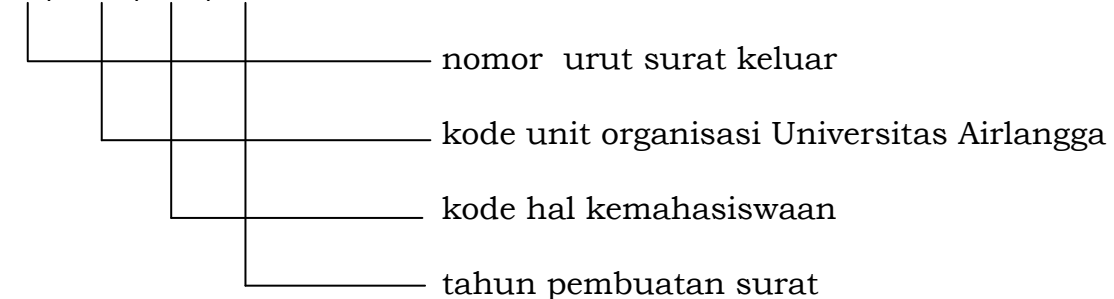 nomor urut surat keluar
kode unit organisasi Universitas Airlangga
kode hal kemahasiswaan
tahun pembuatan surat